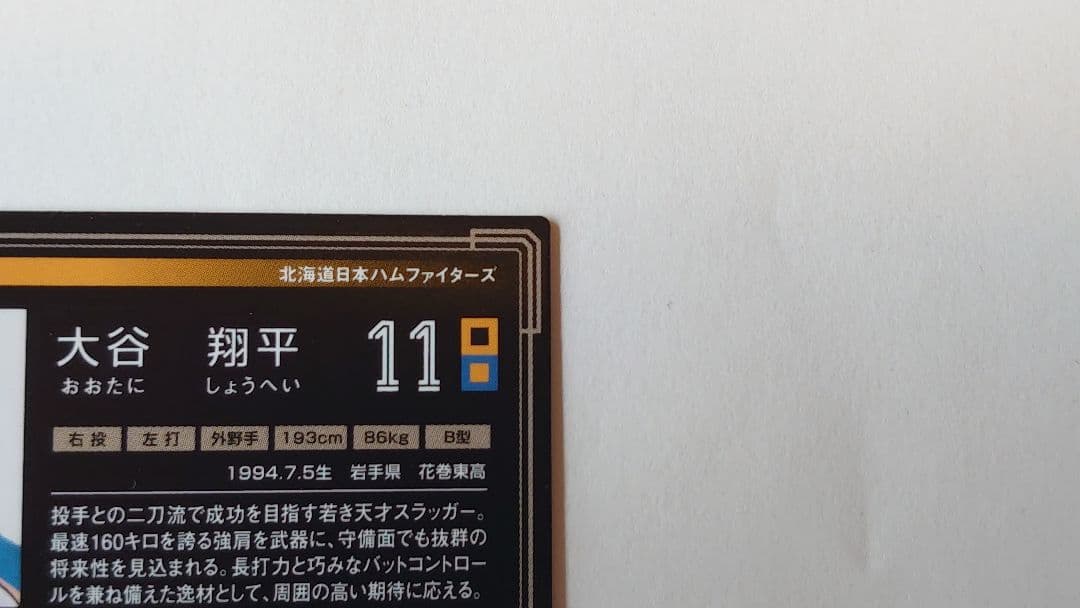 北海道日本ハムファイターズ
大谷 翔平 11
おおたに しょうへい
右投 左打 外野手 193cm 86kg B型
1994.7.5生 岩手県 花巻東高
投手との二刀流で成功を目指す若き天才スラッガー。
最速160キロを誇る強肩を武器に、守備面でも抜群の
将来性を見込まれる。長打力と巧みなバットコントロー
ルを兼ね備えた逸材として、周囲の高い期待に応える。